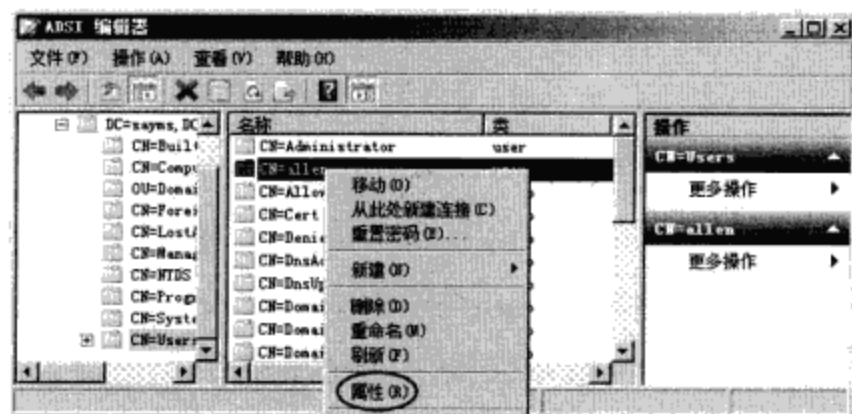 ADSI 编辑器
文件(F) 操作(A) 查看(V) 帮助(H)
DC=sayms,DC
CN=Buil
CN=Compu
OU=Domai
CN=Forei
CN=Lost
CN=Manag
CN=NTDS
CN=Progr
CN=Syste
CN=User
名称 类
CN=Administrator user
CN=allen
CN=Allow
CN=Cert
CN=Denie
CN=DnsAd
CN=DnsUp
CN=Domai
CN=Domai
CN=Domai
移动(O)
从此处新建连接(C)
重置密码(E)...
新建(W)
删除(D)
重命名(M)
刷新(F)
属性(R)
操作
CN=Users
更多操作
CN=allen
更多操作